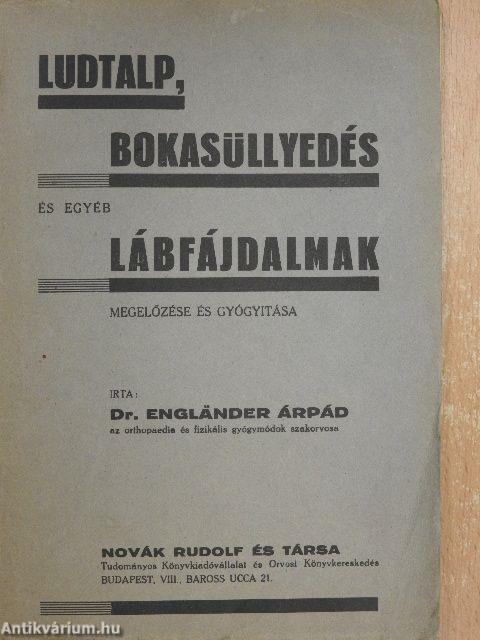 LUDTALP,
BOKASÜLLYEDÉS
ÉS EGYÉB
LÁBFÁJDALMAK
MEGELŐZÉSE ÉS GYÓGYITÁSA
IRTA:
Dr. ENGLÄNDER ÁRPÁD
az orthopaedia és fizikális gyógymódok szakorvosa
NOVÁK RUDOLF ÉS TÁRSA
Tudományos Könyvkiadóvállalat és Orvosi Könyvkereskedés
BUDAPEST, VIII., BAROSS UCCA 21.
Antikvárium.hu